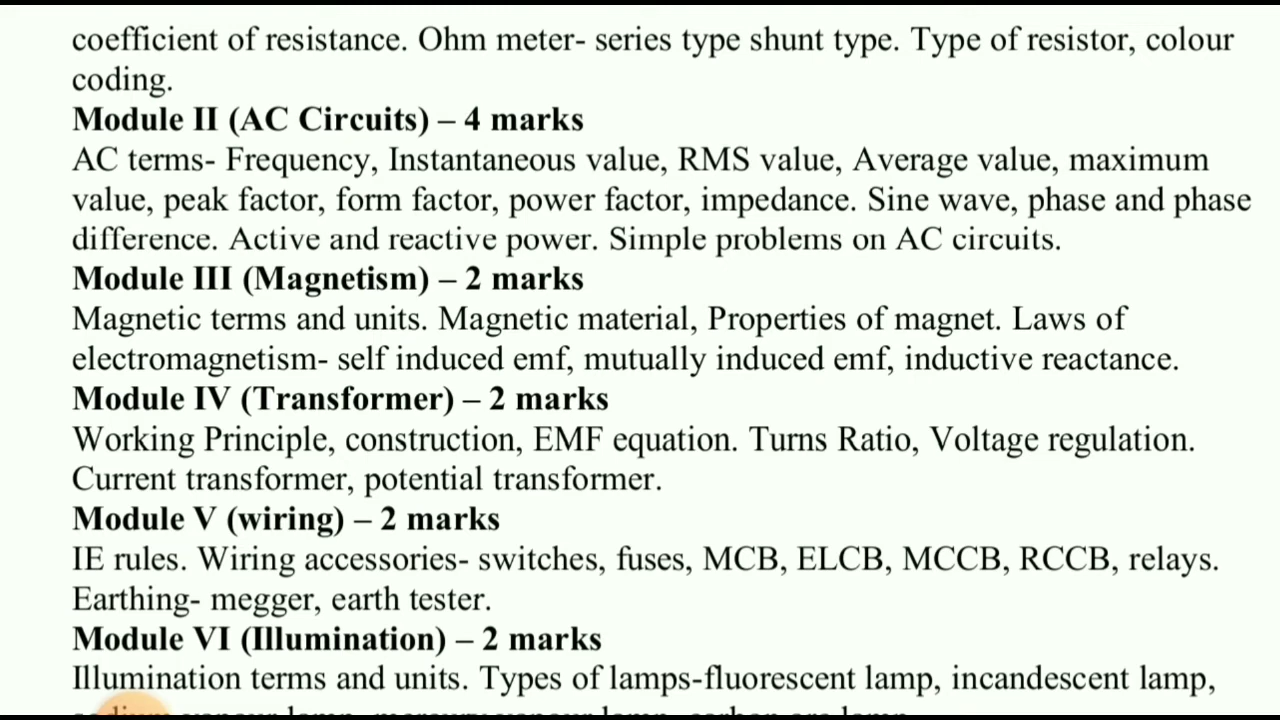 coefficient of resistance. Ohm meter- series type shunt type. Type of resistor, colour
coding.
Module II (AC Circuits) – 4 marks
AC terms- Frequency, Instantaneous value, RMS value, Average value, maximum
value, peak factor, form factor, power factor, impedance. Sine wave, phase and phase
difference. Active and reactive power. Simple problems on AC circuits.
Module III (Magnetism) – 2 marks
Magnetic terms and units. Magnetic material, Properties of magnet. Laws of
electromagnetism- self induced emf, mutually induced emf, inductive reactance.
Module IV (Transformer) – 2 marks
Working Principle, construction, EMF equation. Turns Ratio, Voltage regulation.
Current transformer, potential transformer.
Module V (wiring) – 2 marks
IE rules. Wiring accessories- switches, fuses, MCB, ELCB, MCCB, RCCB, relays.
Earthing- megger, earth tester.
Module VI (Illumination) – 2 marks
Illumination terms and units. Types of lamps-fluorescent lamp, incandescent lamp,